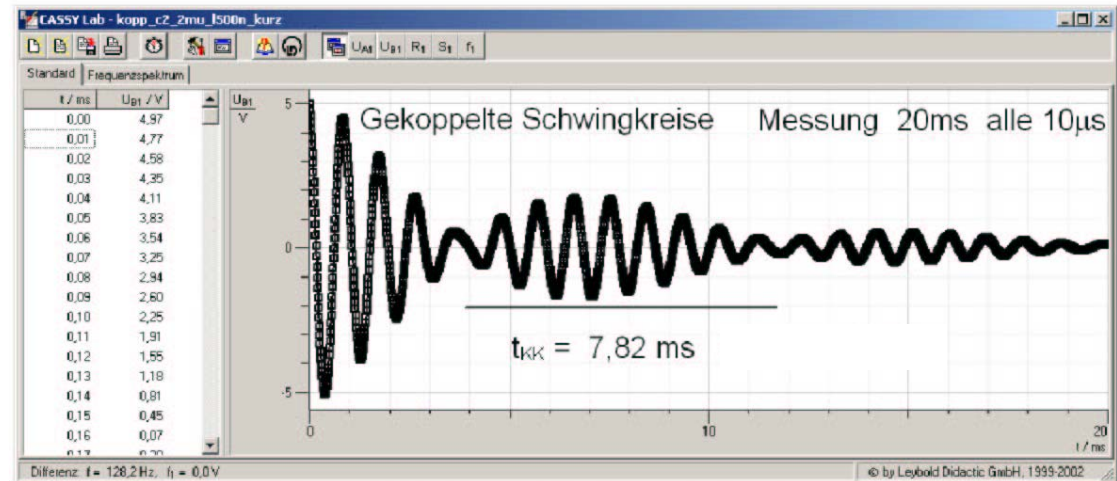 CASSY Lab - kopp_c2_2mu_l500n_kurz
UA1 UB1 R1 S1 f1
Standard Frequenzspektrum
t / ms UB1 / V
0,00 4,97
0,01 4,77
0,02 4,58
0,03 4,35
0,04 4,11
0,05 3,83
0,06 3,54
0,07 3,25
0,08 2,94
0,09 2,60
0,10 2,25
0,11 1,91
0,12 1,55
0,13 1,18
0,14 0,81
0,15 0,45
0,16 0,07
UB1
V
5
0
-5
Gekoppelte Schwingkreise Messung 20ms alle 10µs
tKK = 7,82 ms
0 10 20
t / ms
Differenz: f = 128,2 Hz, f1 = 0,0 V
© by Leybold Didactic GmbH, 1999-2002